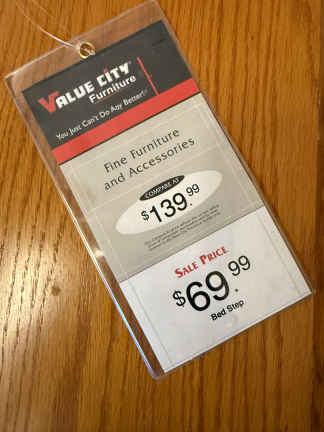 VALUE CITY
Furniture
You Just Can't Do Any Better!
Fine Furniture
and Accessories
COMPARE AT
$139.99
SALE PRICE
$69.99
Bed Step